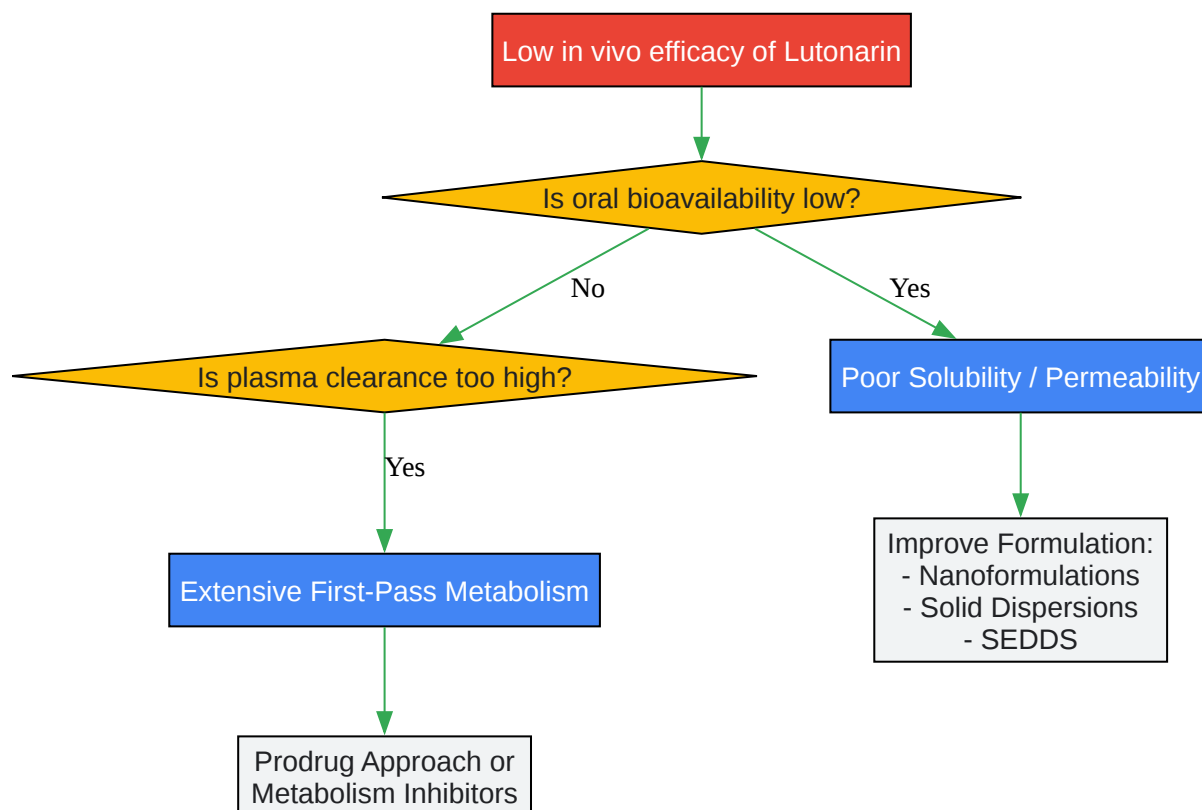 Low in vivo efficacy of Lutonarin
Is oral bioavailability low?
No
Yes
Is plasma clearance too high?
Poor Solubility / Permeability
Yes
Improve Formulation:
- Nanoformulations
- Solid Dispersions
- SEDDS
Extensive First-Pass Metabolism
Prodrug Approach or
Metabolism Inhibitors